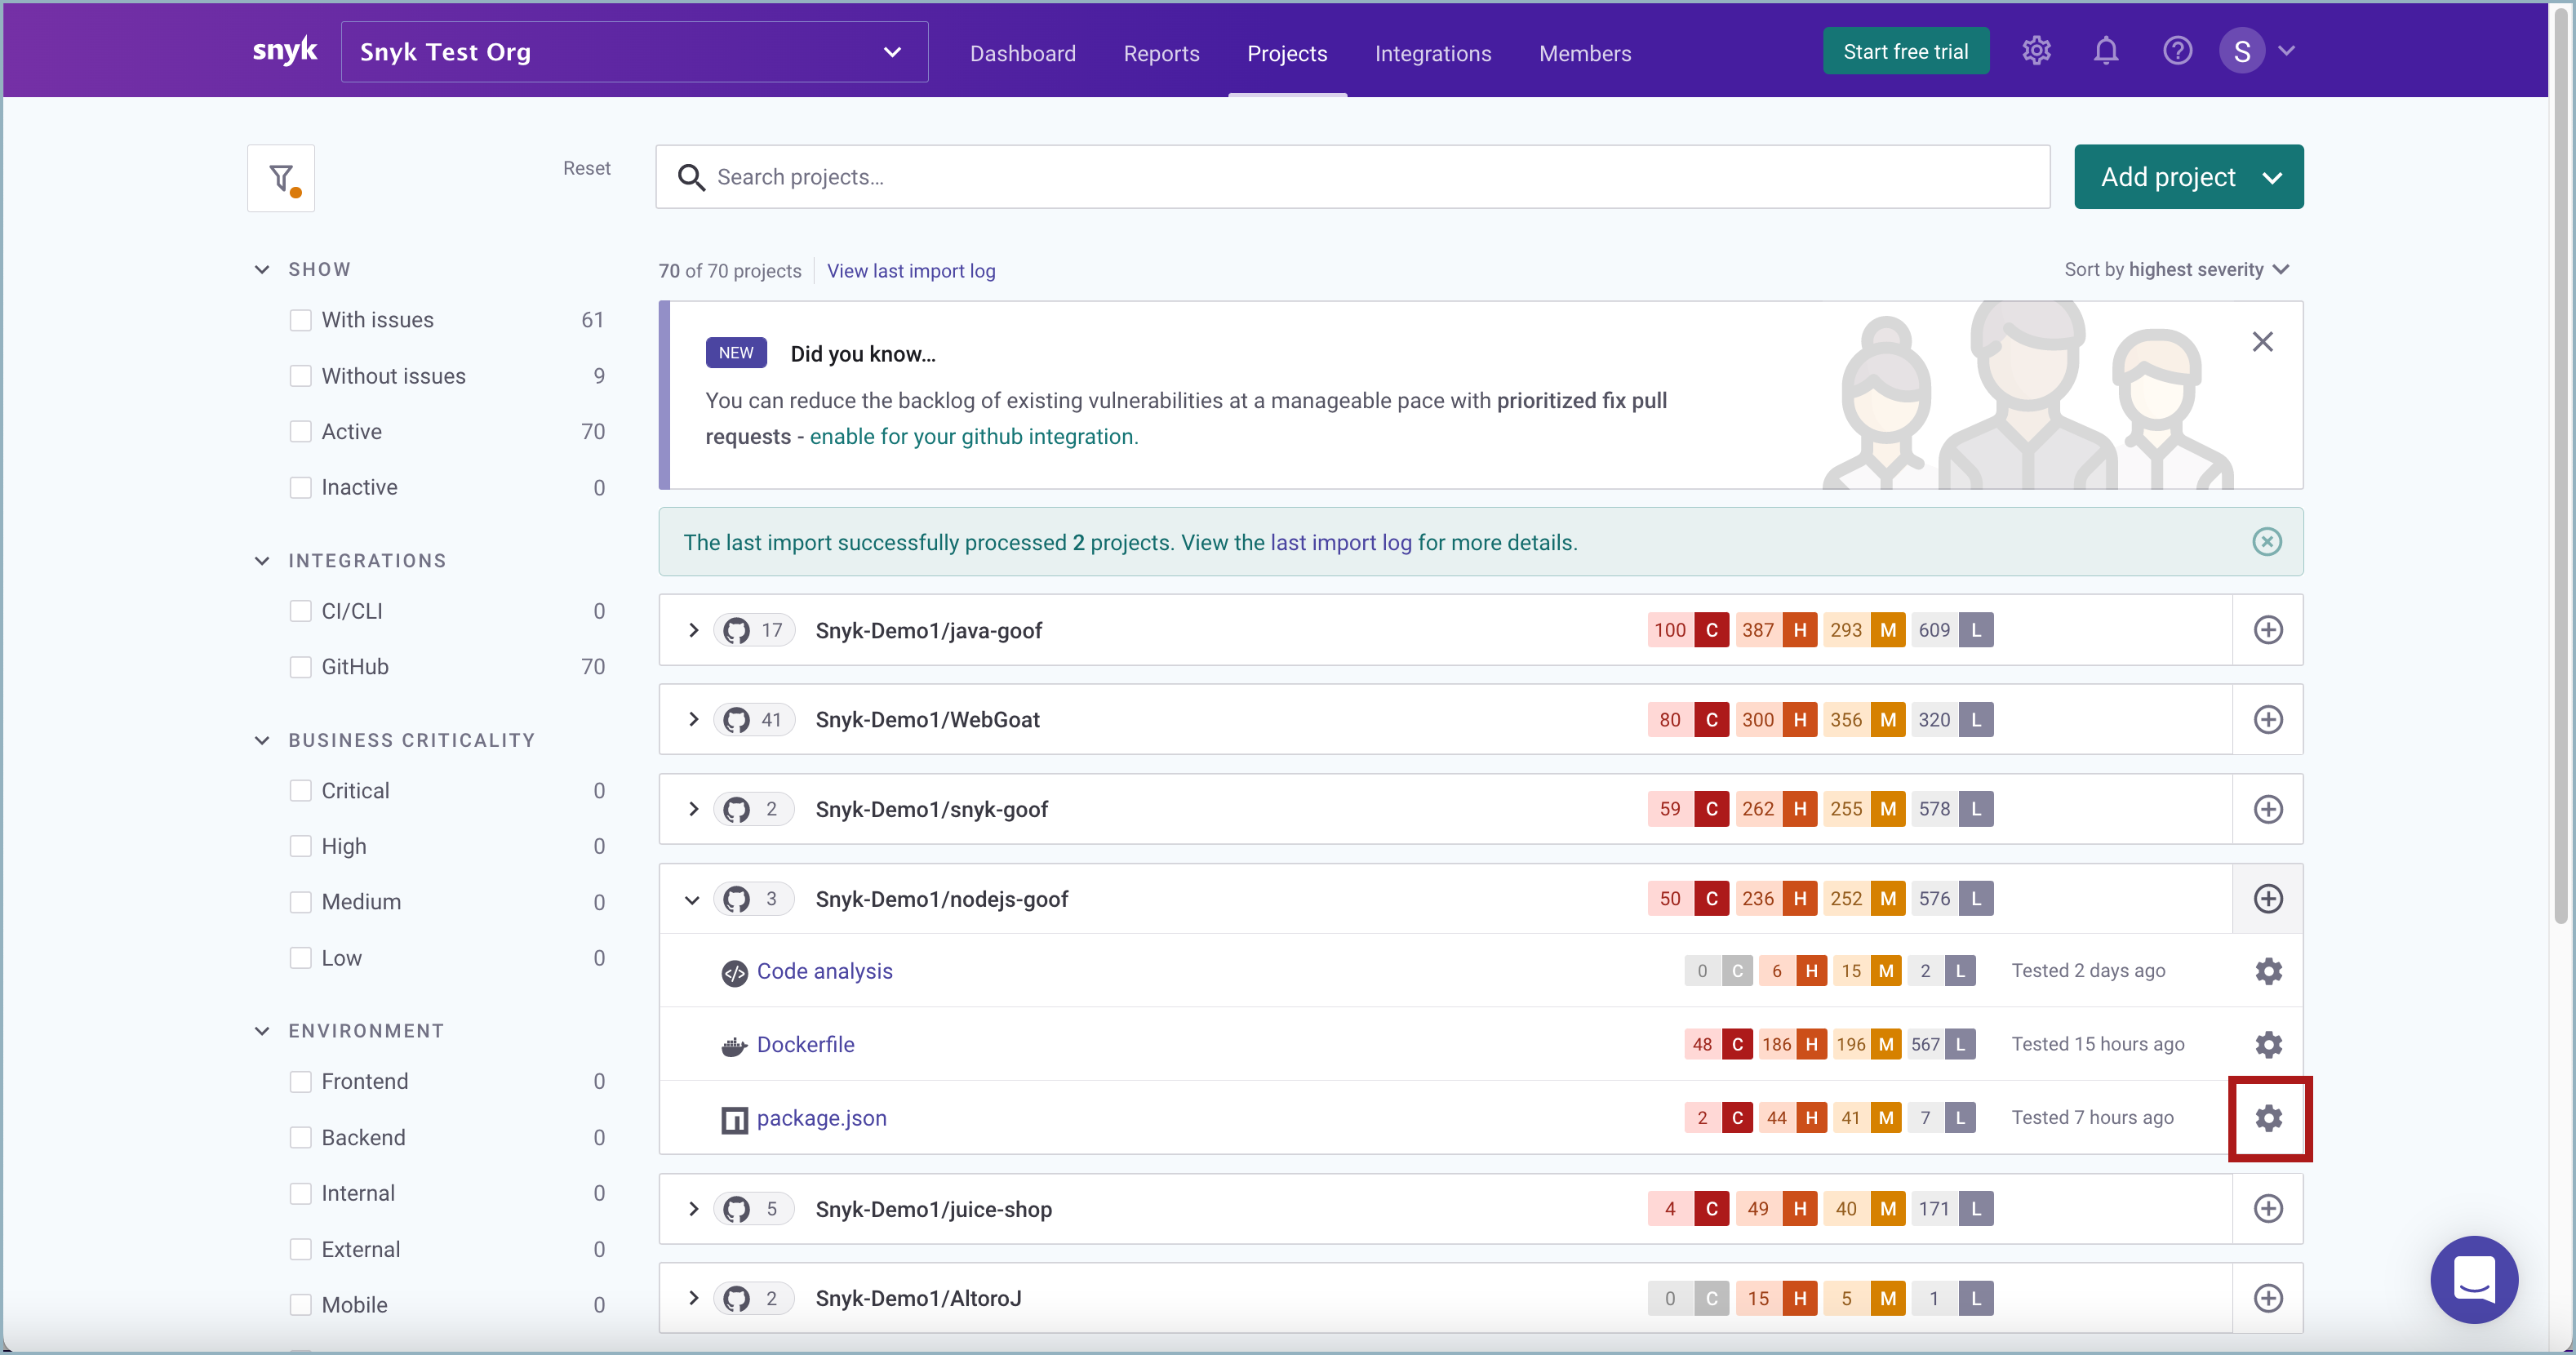 snyk
Snyk Test Org
Dashboard
Reports
Projects
Integrations
Members
Start free trial
S
Reset
Search projects...
Add project
SHOW
With issues 61
Without issues 9
Active 70
Inactive 0
INTEGRATIONS
CI/CLI 0
GitHub 70
BUSINESS CRITICALITY
Critical 0
High 0
Medium 0
Low 0
ENVIRONMENT
Frontend 0
Backend 0
Internal 0
External 0
Mobile 0
70 of 70 projects
View last import log
Sort by highest severity
NEW Did you know...
You can reduce the backlog of existing vulnerabilities at a manageable pace with prioritized fix pull
requests - enable for your github integration.
The last import successfully processed 2 projects. View the last import log for more details.
17 Snyk-Demo1/java-goof 100 C 387 H 293 M 609 L
41 Snyk-Demo1/WebGoat 80 C 300 H 356 M 320 L
2 Snyk-Demo1/snyk-goof 59 C 262 H 255 M 578 L
3 Snyk-Demo1/nodejs-goof 50 C 236 H 252 M 576 L
Code analysis 0 C 6 H 15 M 2 L Tested 2 days ago
Dockerfile 48 C 186 H 196 M 567 L Tested 15 hours ago
package.json 2 C 44 H 41 M 7 L Tested 7 hours ago
5 Snyk-Demo1/juice-shop 4 C 49 H 40 M 171 L
2 Snyk-Demo1/AltoroJ 0 C 15 H 5 M 1 L